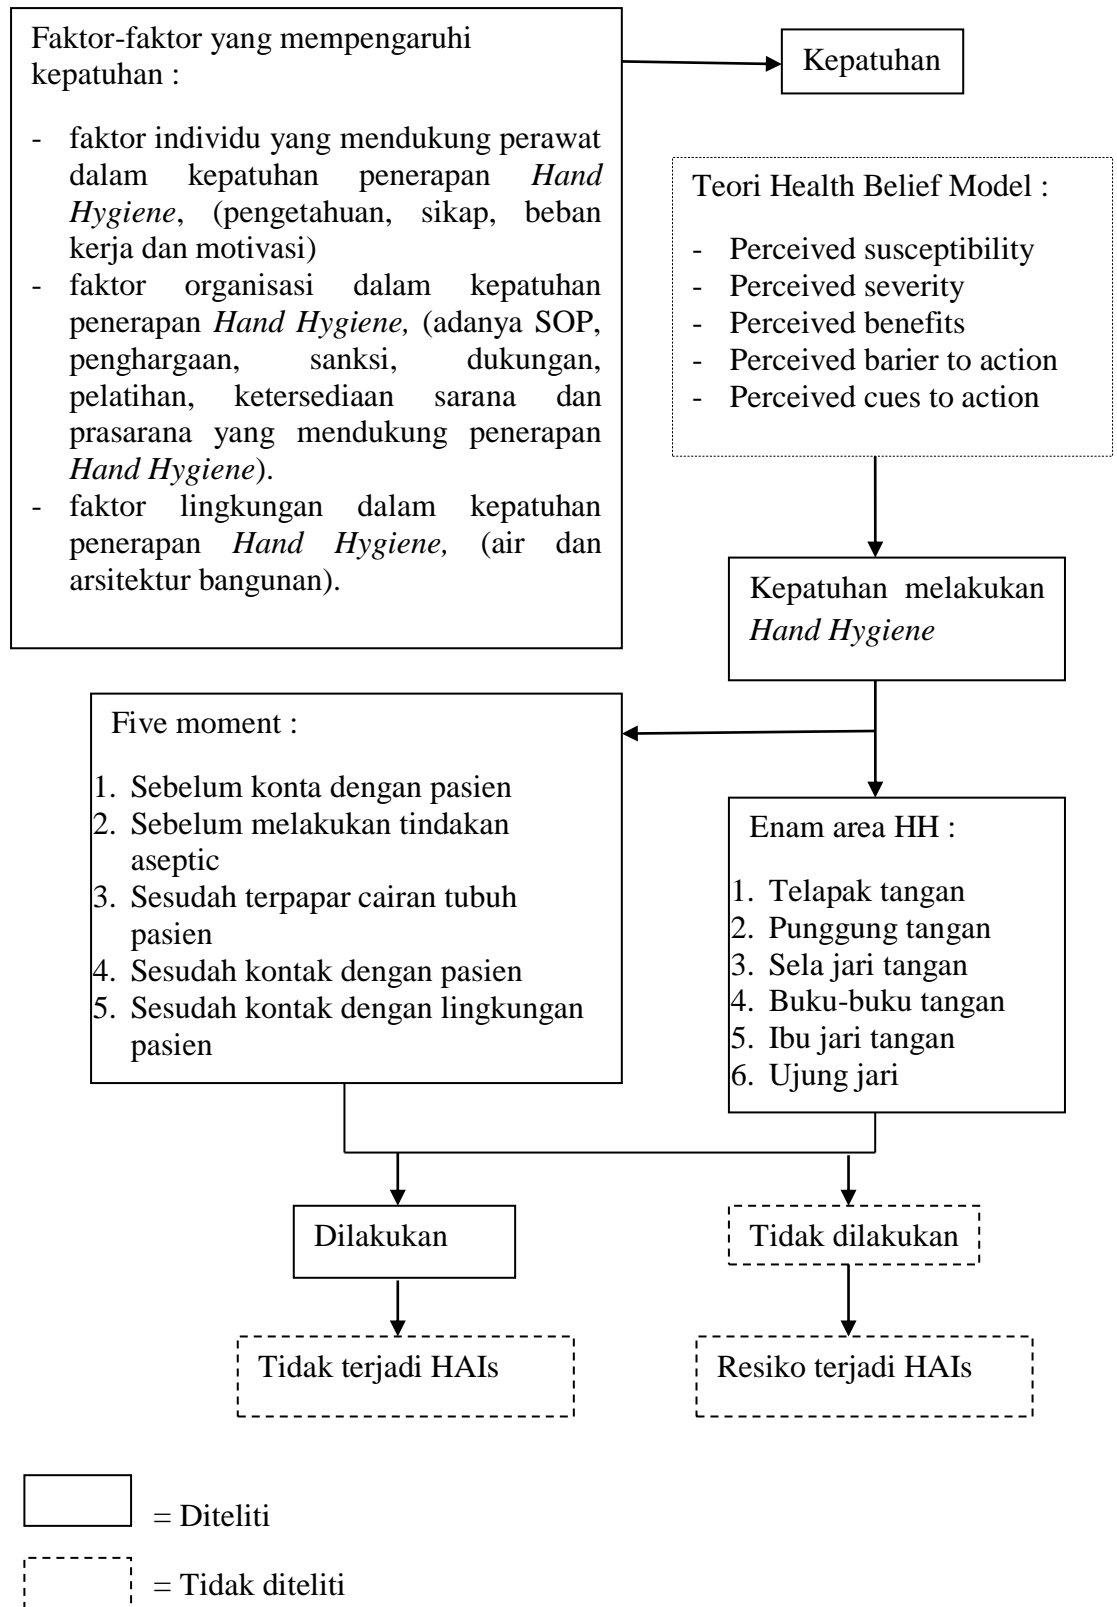 Faktor-faktor yang mempengaruhi
kepatuhan :
- faktor individu yang mendukung perawat
dalam kepatuhan penerapan Hand
Hygiene, (pengetahuan, sikap, beban
kerja dan motivasi)
- faktor organisasi dalam kepatuhan
penerapan Hand Hygiene, (adanya SOP,
penghargaan, sanksi, dukungan,
pelatihan, ketersediaan sarana dan
prasarana yang mendukung penerapan
Hand Hygiene).
- faktor lingkungan dalam kepatuhan
penerapan Hand Hygiene, (air dan
arsitektur bangunan).
Kepatuhan
Teori Health Belief Model :
- Perceived susceptibility
- Perceived severity
- Perceived benefits
- Perceived barier to action
- Perceived cues to action
Kepatuhan melakukan
Hand Hygiene
Five moment :
1. Sebelum konta dengan pasien
2. Sebelum melakukan tindakan
aseptic
3. Sesudah terpapar cairan tubuh
pasien
4. Sesudah kontak dengan pasien
5. Sesudah kontak dengan lingkungan
pasien
Enam area HH :
1. Telapak tangan
2. Punggung tangan
3. Sela jari tangan
4. Buku-buku tangan
5. Ibu jari tangan
6. Ujung jari
Dilakukan
Tidak dilakukan
Tidak terjadi HAIs
Resiko terjadi HAIs
= Diteliti
= Tidak diteliti